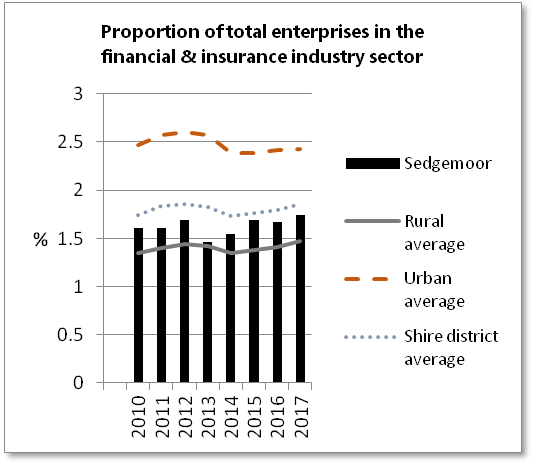 Proportion of total enterprises in the
financial & insurance industry sector
3
2.5
2
1.5
1
0.5
0
%
2010
2011
2012
2013
2014
2015
2016
2017
Sedgemoor
Rural
average
Urban
average
Shire district
average